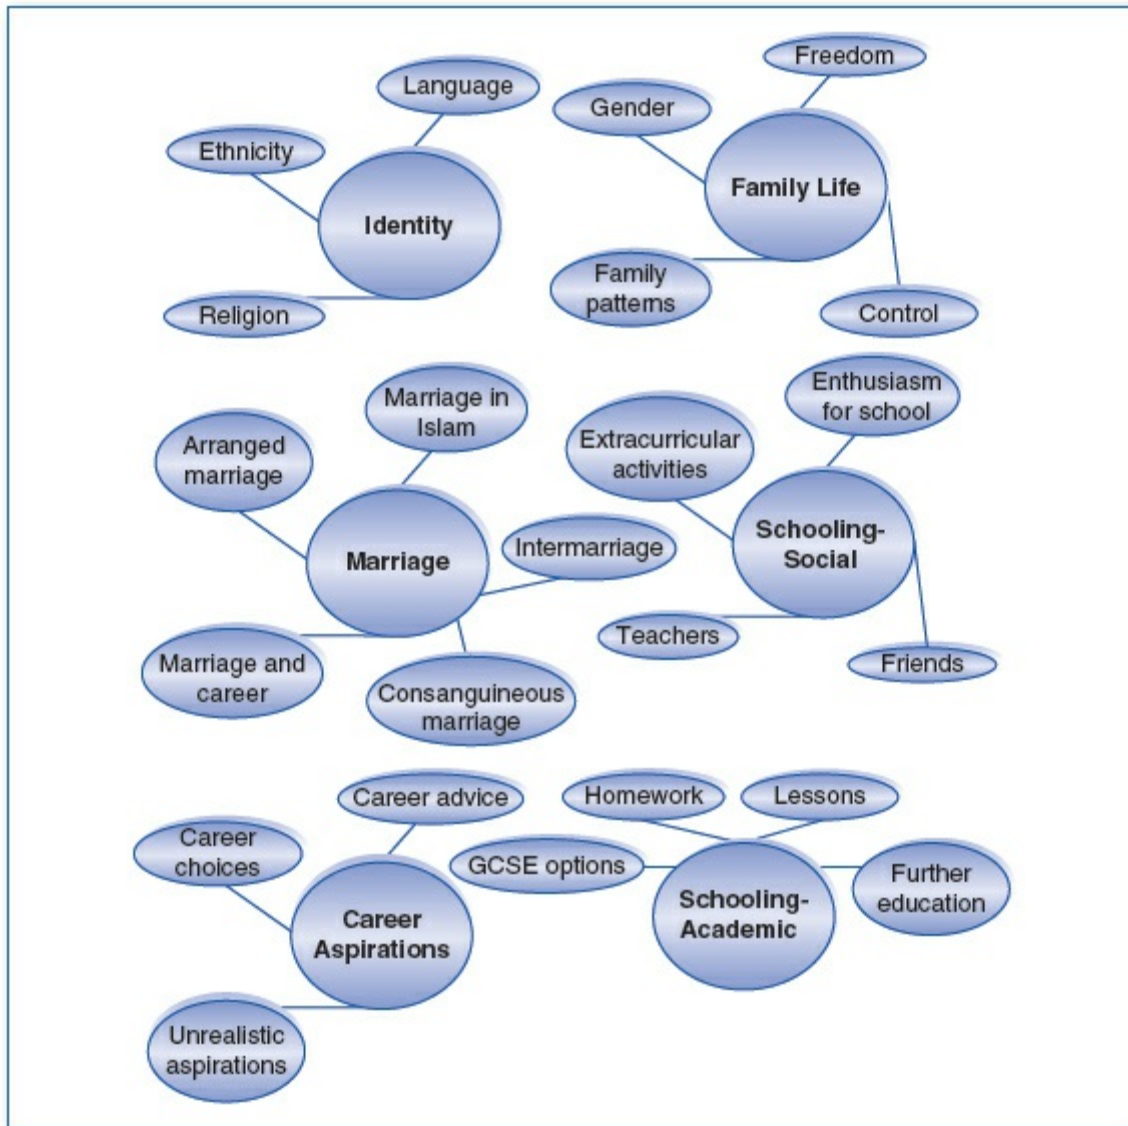 Language
Ethnicity
Identity
Religion
Freedom
Gender
Family Life
Family
patterns
Control
Marriage in
Islam
Arranged
marriage
Marriage
Intermarriage
Marriage and
career
Consanguineous
marriage
Enthusiasm
for school
Extracurricular
activities
Schooling-
Social
Teachers
Friends
Career advice
Career
choices
Career
Aspirations
Unrealistic
aspirations
Homework
Lessons
GCSE options
Further
education
Schooling-
Academic